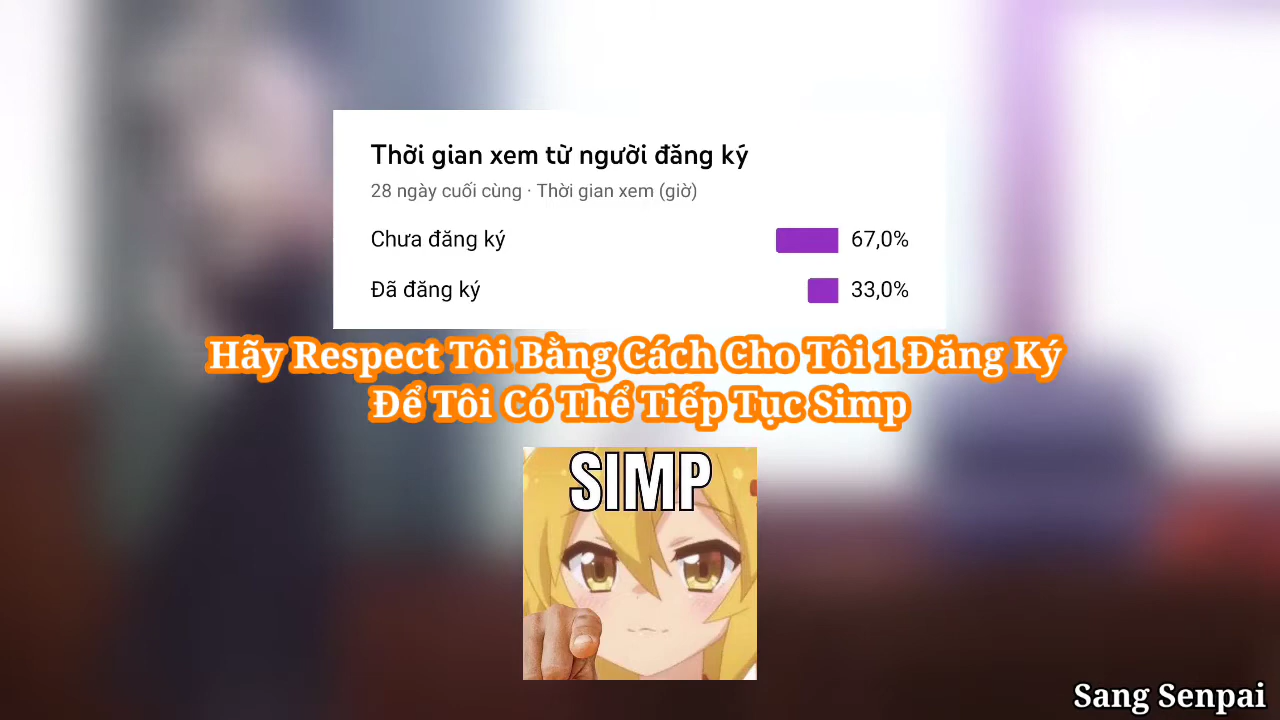 Thời gian xem từ người đăng ký
28 ngày cuối cùng · Thời gian xem (giờ)
Chưa đăng ký 67,0%
Đã đăng ký 33,0%
Hãy Respect Tôi Bằng Cách Cho Tôi 1 Đăng Ký
Để Tôi Có Thể Tiếp Tục Simp
SIMP
Sang Senpai